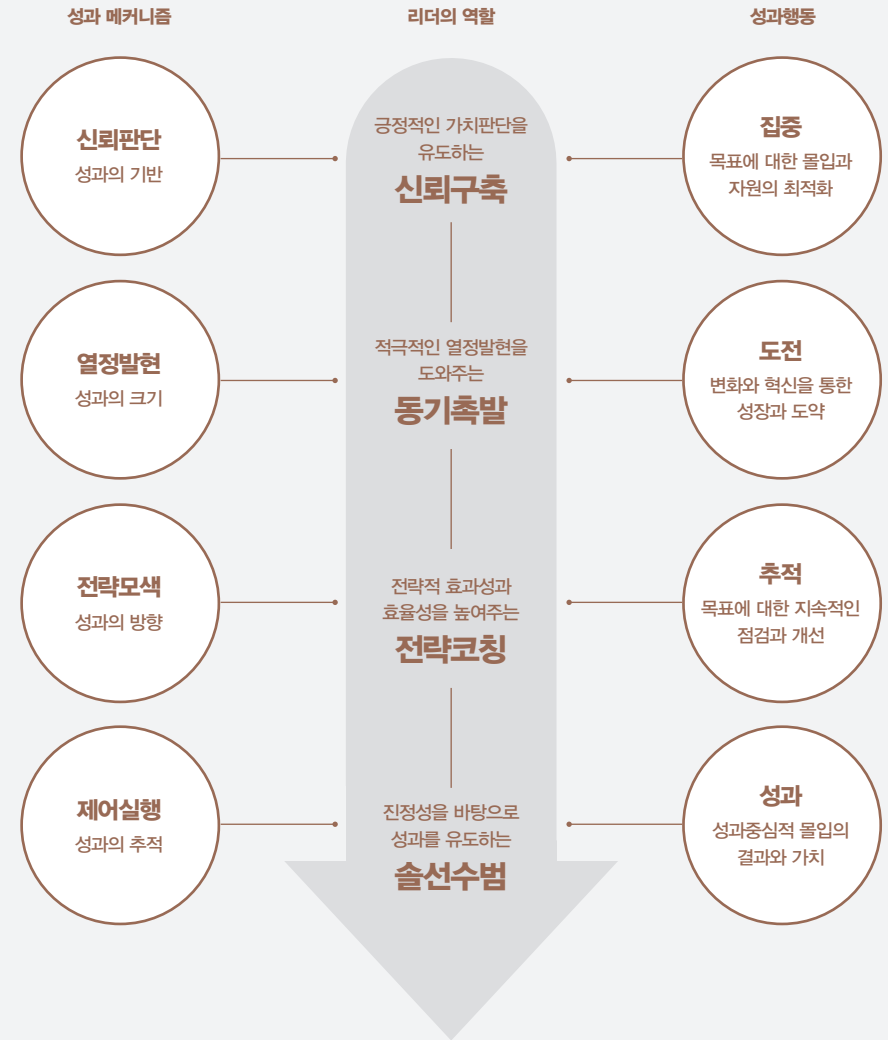 성과 메커니즘
리더의 역할
성과행동
신뢰판단
성과의 기반
긍정적인 가치판단을
유도하는
신뢰구축
집중
목표에 대한 몰입과
자원의 최적화
열정발현
성과의 크기
적극적인 열정발현을
도와주는
동기촉발
도전
변화와 혁신을 통한
성장과 도약
전략모색
성과의 방향
전략적 효과성과
효율성을 높여주는
전략코칭
추적
목표에 대한 지속적인
점검과 개선
제어실행
성과의 추적
진정성을 바탕으로
성과를 유도하는
솔선수범
성과
성과중심적 몰입의
결과와 가치